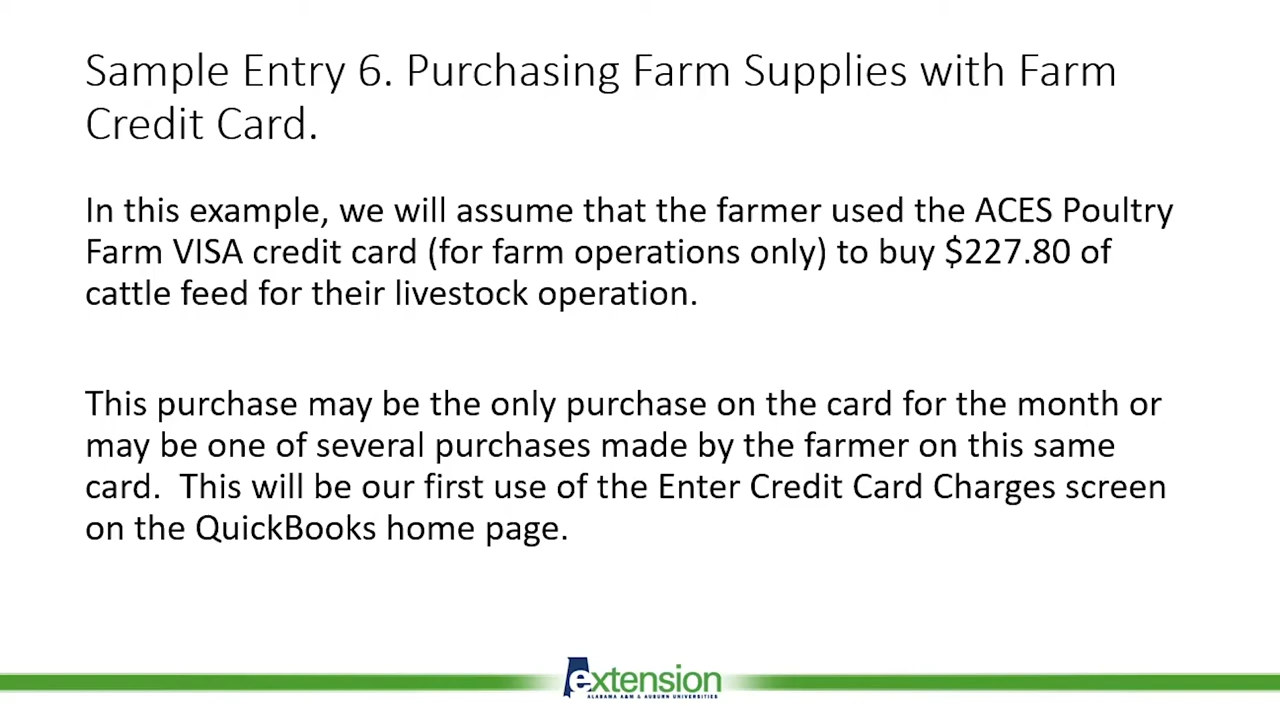 Sample Entry 6. Purchasing Farm Supplies with Farm
Credit Card.
In this example, we will assume that the farmer used the ACES Poultry
Farm VISA credit card (for farm operations only) to buy $227.80 of
cattle feed for their livestock operation.
This purchase may be the only purchase on the card for the month or
may be one of several purchases made by the farmer on this same
card.  This will be our first use of the Enter Credit Card Charges screen
on the QuickBooks home page.
extension
ALABAMA A&M & AUBURN UNIVERSITIES